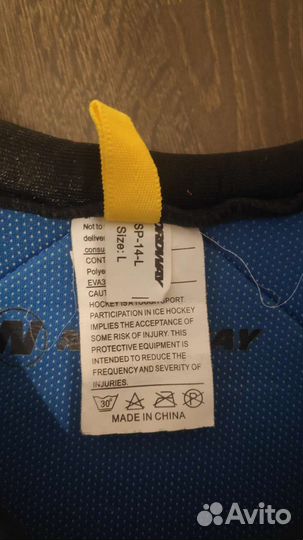 NORDWAY
SP-14-L
Size: L
Not to
deliver
consu
CONT
Polye
EVA3
CAUT
HOCKEY IS A TOUGH SPORT
PARTICIPATION IN ICE HOCKEY
IMPLIES THE ACCEPTANCE OF
SOME RISK OF INJURY. THIS
PROTECTIVE EQUIPMENT IS
INTENDED TO REDUCE THE
FREQUENCY AND SEVERITY OF
INJURIES.
30°
P
MADE IN CHINA
WAY
Avito